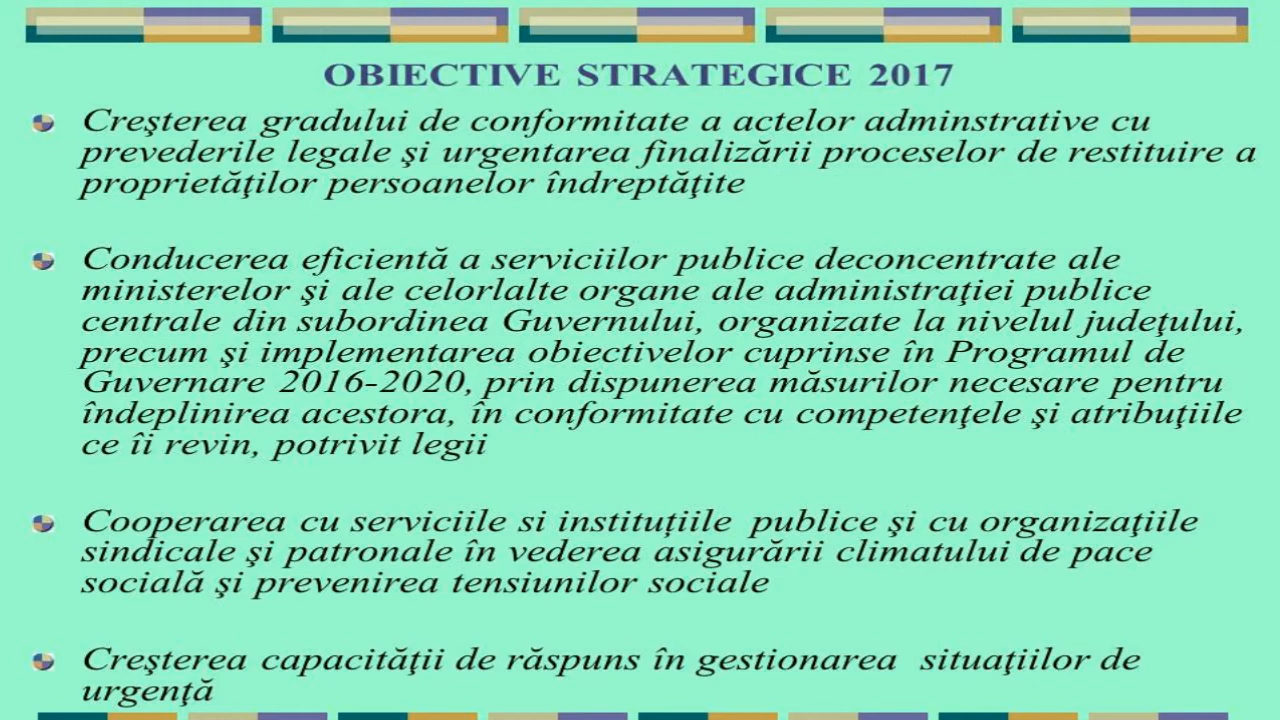 OBIECTIVE STRATEGICE 2017
Creşterea gradului de conformitate a actelor adminstrative cu
prevederile legale şi urgentarea finalizării proceselor de restituire a
proprietăţilor persoanelor îndreptăţite
Conducerea eficientă a serviciilor publice deconcentrate ale
ministerelor şi ale celorlalte organe ale administraţiei publice
centrale din subordinea Guvernului, organizate la nivelul judeţului,
precum şi implementarea obiectivelor cuprinse în Programul de
Guvernare 2016-2020, prin dispunerea măsurilor necesare pentru
îndeplinirea acestora, în conformitate cu competenţele şi atribuţiile
ce îi revin, potrivit legii
Cooperarea cu serviciile si instituțiile publice şi cu organizaţiile
sindicale şi patronale în vederea asigurării climatului de pace
socială şi prevenirea tensiunilor sociale
Creşterea capacităţii de răspuns în gestionarea situaţiilor de
urgenţă